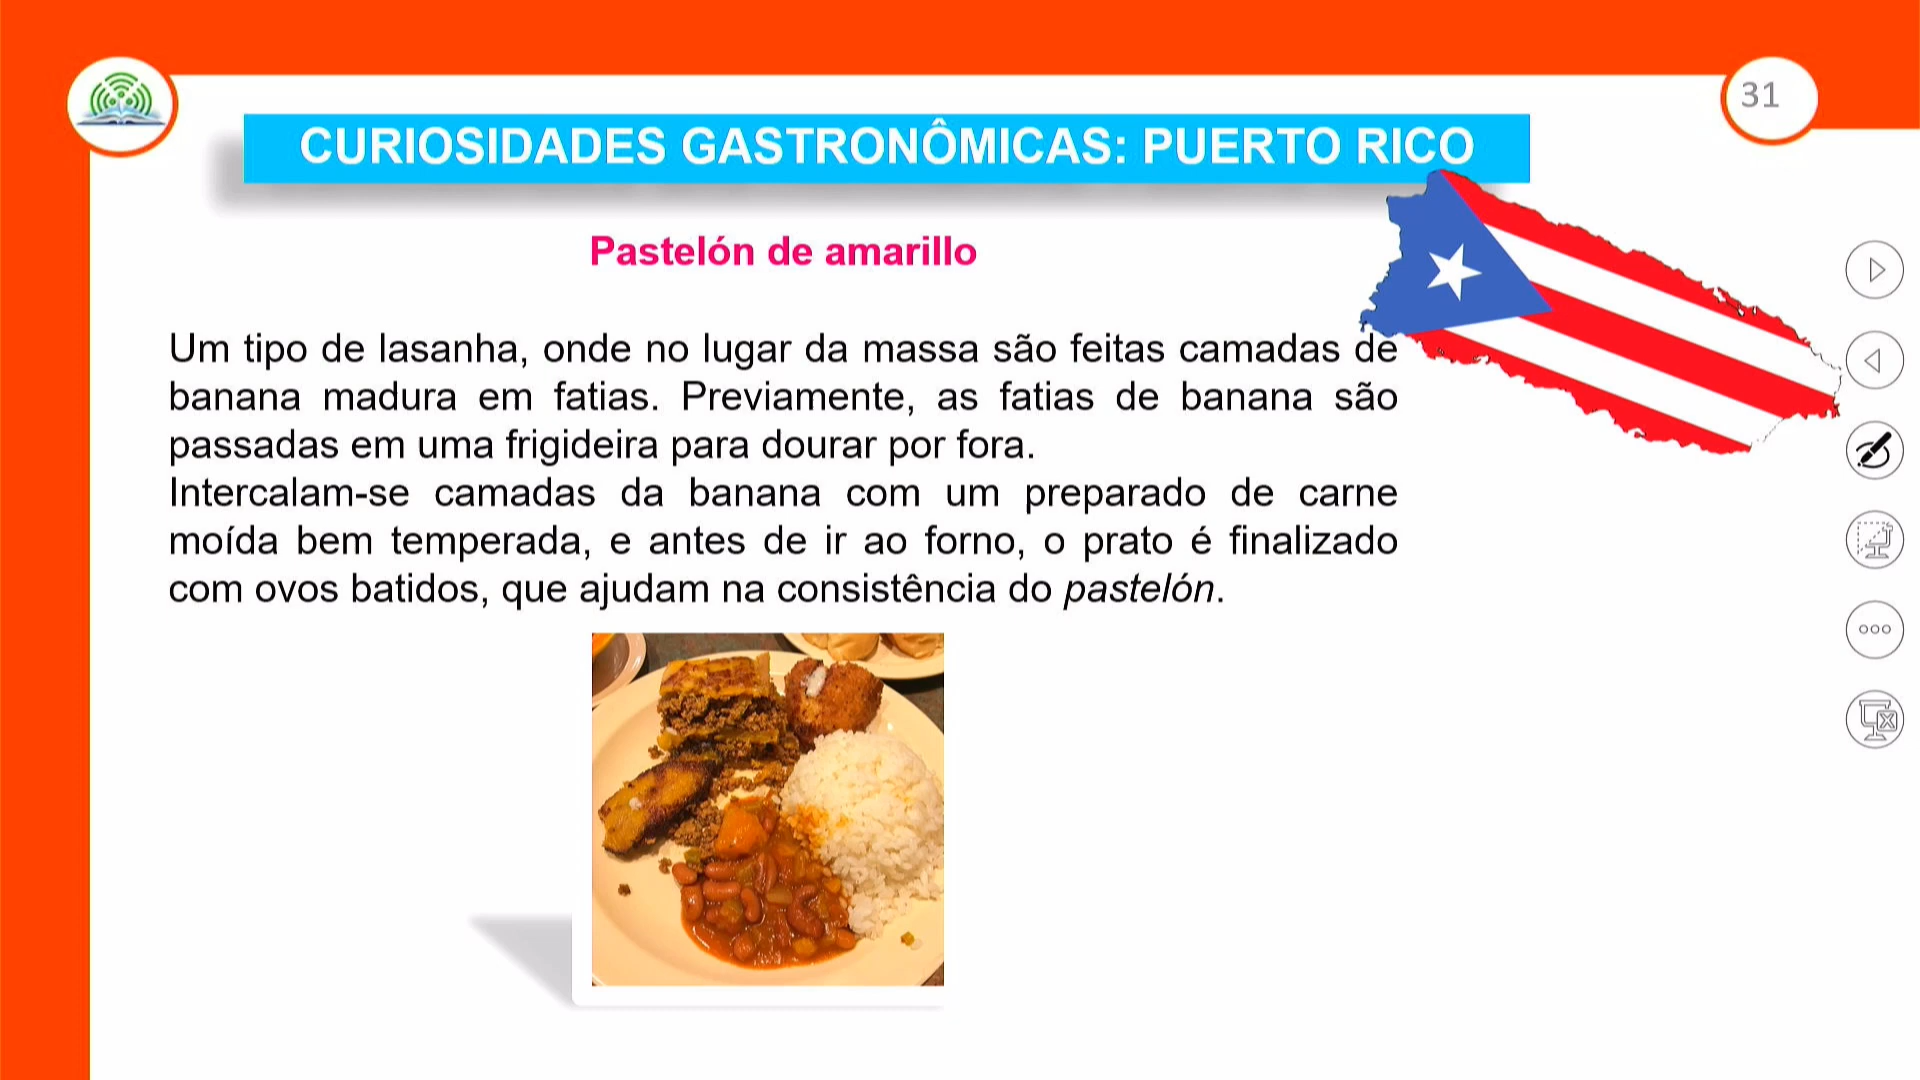 31
CURIOSIDADES GASTRONÔMICAS: PUERTO RICO
Pastelón de amarillo
Um tipo de lasanha, onde no lugar da massa são feitas camadas de
banana madura em fatias. Previamente, as fatias de banana são
passadas em uma frigideira para dourar por fora.
Intercalam-se camadas da banana com um preparado de carne
moída bem temperada, e antes de ir ao forno, o prato é finalizado
com ovos batidos, que ajudam na consistência do pastelón.